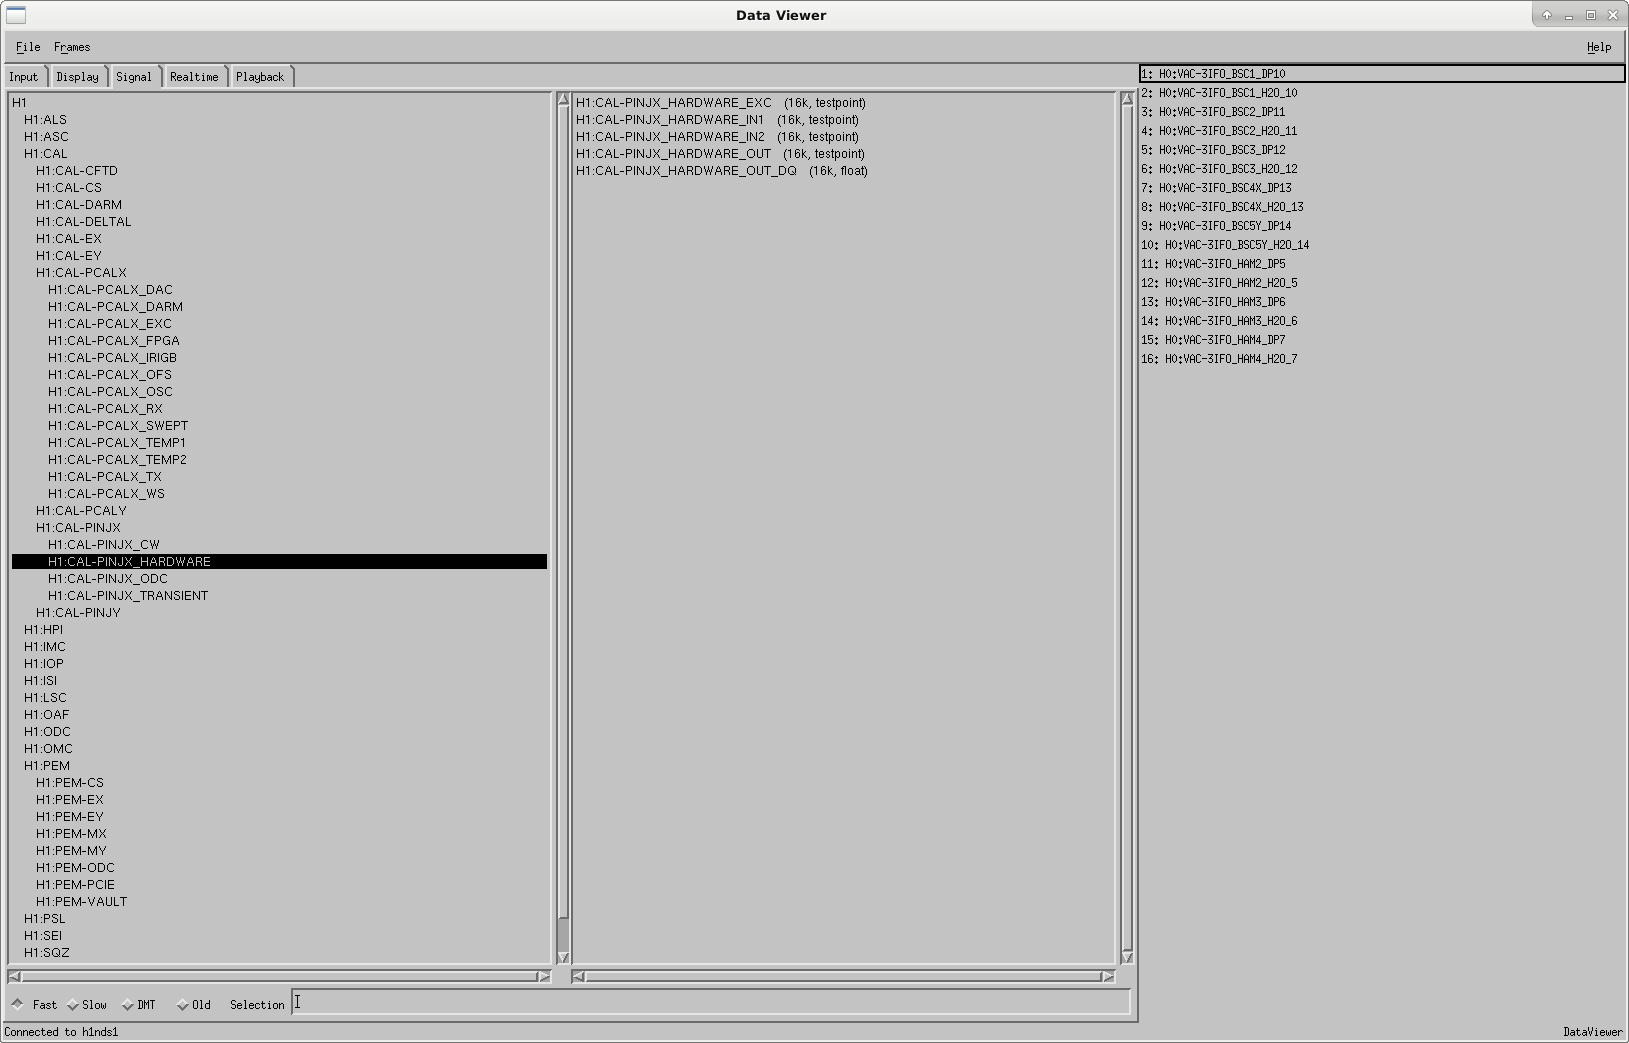 Data Viewer
File Frames Help
Input Display Signal Realtime Playback
H1
H1:ALS
H1:ASC
H1:CAL
H1:CAL-CFTD
H1:CAL-CS
H1:CAL-DARM
H1:CAL-DELTAL
H1:CAL-EX
H1:CAL-EY
H1:CAL-PCALX
H1:CAL-PCALX_DAC
H1:CAL-PCALX_DARM
H1:CAL-PCALX_EXC
H1:CAL-PCALX_FPGA
H1:CAL-PCALX_IRIGB
H1:CAL-PCALX_OFS
H1:CAL-PCALX_OSC
H1:CAL-PCALX_RX
H1:CAL-PCALX_SWEPT
H1:CAL-PCALX_TEMP1
H1:CAL-PCALX_TEMP2
H1:CAL-PCALX_TX
H1:CAL-PCALX_WS
H1:CAL-PCALY
H1:CAL-PINJX
H1:CAL-PINJX_CW
H1:CAL-PINJX_HARDWARE
H1:CAL-PINJX_ODC
H1:CAL-PINJX_TRANSIENT
H1:CAL-PINJY
H1:HPI
H1:IMC
H1:IOP
H1:ISI
H1:LSC
H1:OAF
H1:ODC
H1:OMC
H1:PEM
H1:PEM-CS
H1:PEM-EX
H1:PEM-EY
H1:PEM-MX
H1:PEM-MY
H1:PEM-ODC
H1:PEM-PCIE
H1:PEM-VAULT
H1:PSL
H1:SEI
H1:SQZ
H1:CAL-PINJX_HARDWARE_EXC (16k, testpoint)
H1:CAL-PINJX_HARDWARE_IN1 (16k, testpoint)
H1:CAL-PINJX_HARDWARE_IN2 (16k, testpoint)
H1:CAL-PINJX_HARDWARE_OUT (16k, testpoint)
H1:CAL-PINJX_HARDWARE_OUT_DQ (16k, float)
1: H0:VAC-3IFO_BSC1_DP10
2: H0:VAC-3IFO_BSC1_H2O_10
3: H0:VAC-3IFO_BSC2_DP11
4: H0:VAC-3IFO_BSC2_H2O_11
5: H0:VAC-3IFO_BSC3_DP12
6: H0:VAC-3IFO_BSC3_H2O_12
7: H0:VAC-3IFO_BSC4X_DP13
8: H0:VAC-3IFO_BSC4X_H2O_13
9: H0:VAC-3IFO_BSC5Y_DP14
10: H0:VAC-3IFO_BSC5Y_H2O_14
11: H0:VAC-3IFO_HAM2_DP5
12: H0:VAC-3IFO_HAM2_H2O_5
13: H0:VAC-3IFO_HAM3_DP6
14: H0:VAC-3IFO_HAM3_H2O_6
15: H0:VAC-3IFO_HAM4_DP7
16: H0:VAC-3IFO_HAM4_H2O_7
Fast Slow DMT Old Selection
Connected to h1nds1 DataViewer